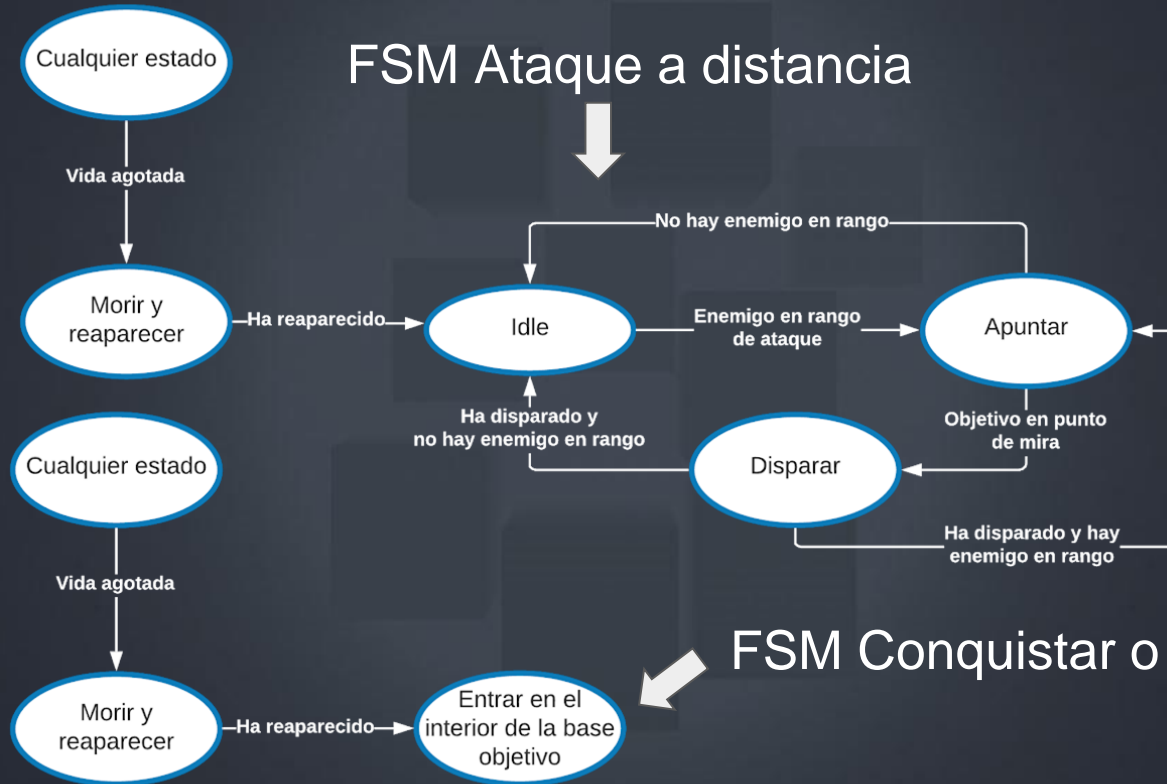 Cualquier estado
FSM Ataque a distancia
Vida agotada
No hay enemigo en rango
Morir y
reaparecer
Ha reaparecido
Idle
Enemigo en rango
de ataque
Apuntar
Ha disparado y
no hay enemigo en rango
Objetivo en punto
de mira
Cualquier estado
Disparar
Ha disparado y hay
enemigo en rango
Vida agotada
FSM Conquistar o
Morir y
reaparecer
Ha reaparecido
Entrar en el
interior de la base
objetivo